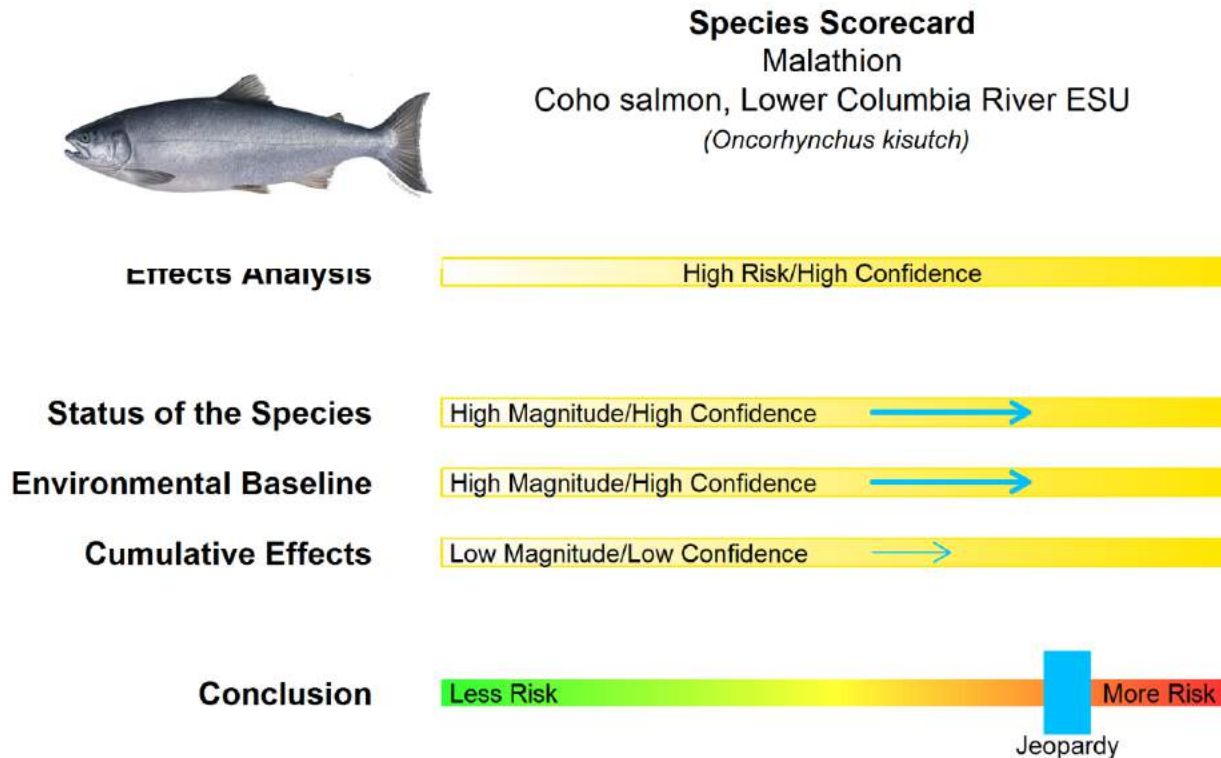 Species Scorecard
Malathion
Coho salmon, Lower Columbia River ESU
(Oncorhynchus kisutch)
Effects Analysis
High Risk/High Confidence
Status of the Species
High Magnitude/High Confidence
Environmental Baseline
High Magnitude/High Confidence
Cumulative Effects
Low Magnitude/Low Confidence
Conclusion
Less Risk
More Risk
Jeopardy